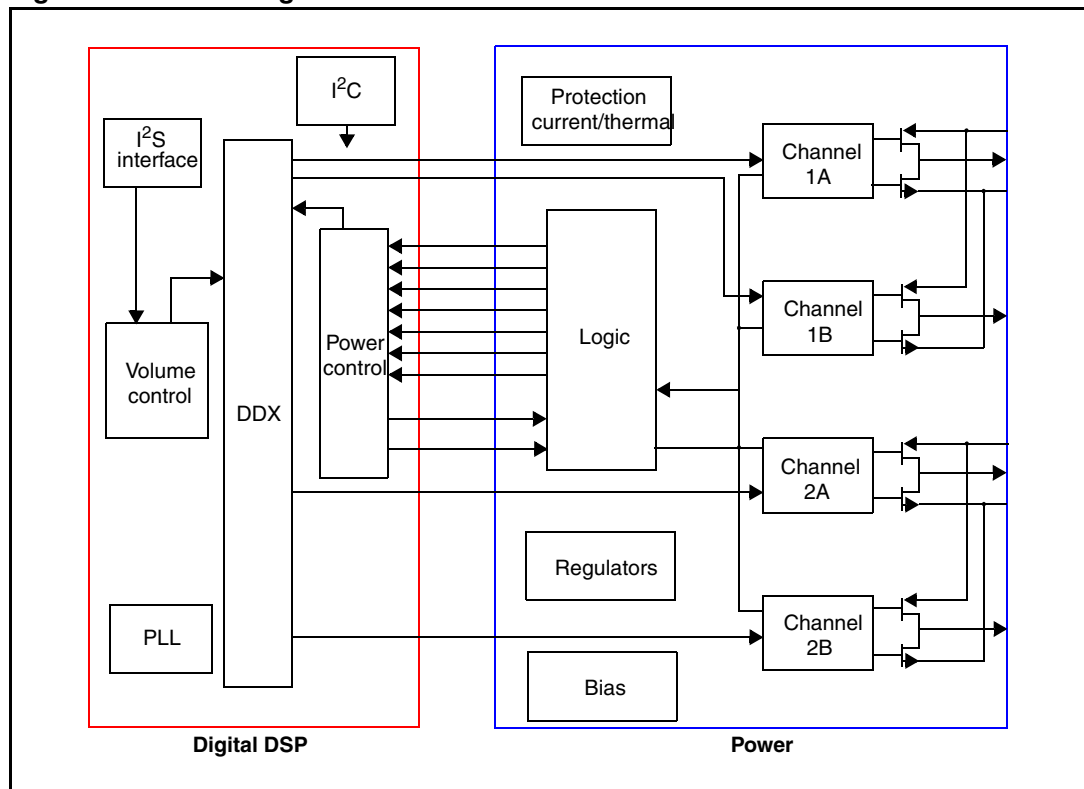 I²C
I²S
interface
Protection
current/thermal
Channel
1A
Channel
1B
Volume
control
DDX
Power
control
Logic
Channel
2A
Regulators
PLL
Channel
2B
Bias
Digital DSP
Power